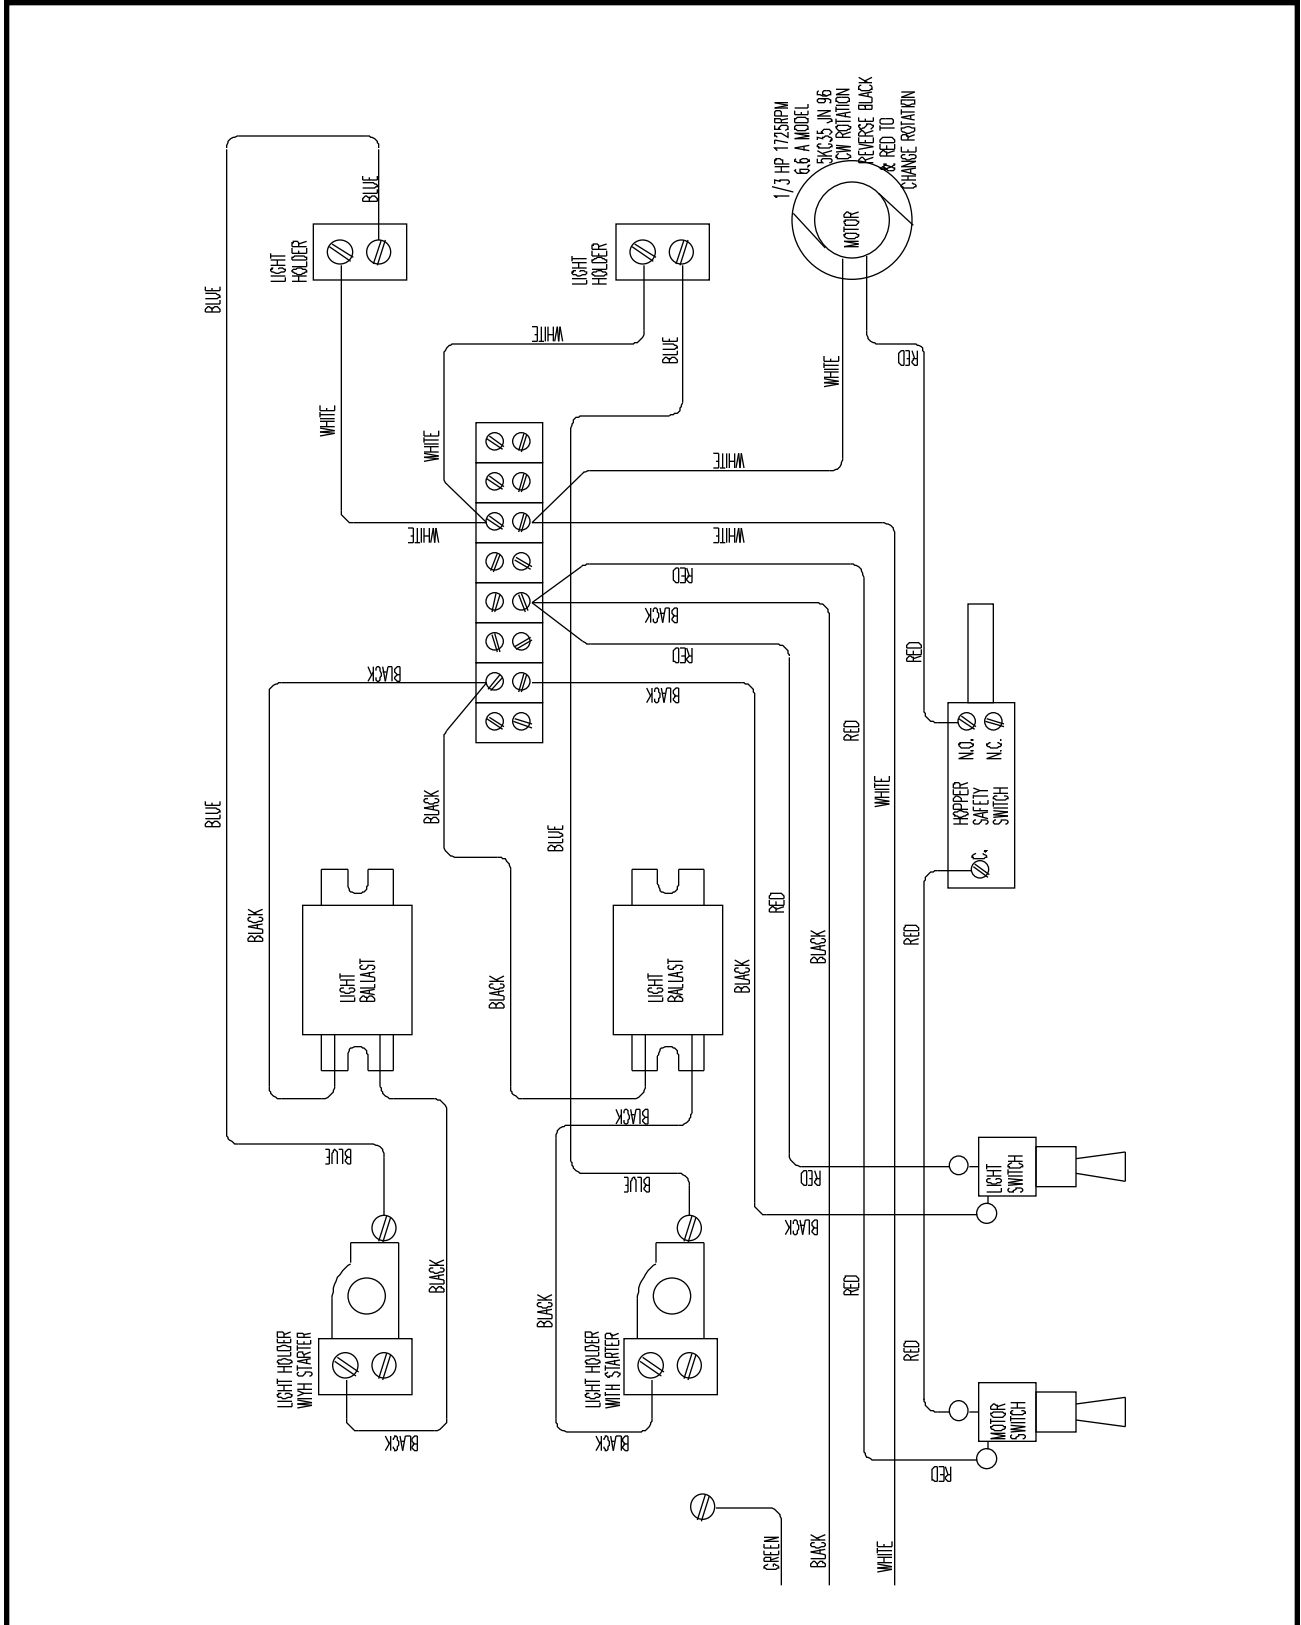 1/3 HP 1725RPM
6.6 A MODEL
5KC35 JN 96
CW ROTATION
REVERSE BLACK
& RED TO
CHANGE ROTATION
MOTOR
BLUE
BLUE
LIGHT
HOLDER
LIGHT
HOLDER
WHITE
BLUE
WHITE
RED
WHITE
WHITE
WHITE
WHITE
WHITE
RED
BLACK
RED
RED
BLACK
BLACK
RED
WHITE
N.O.
N.C.
HOPPER
SAFETY
SWITCH
C.
BLUE
BLACK
BLUE
BLACK
RED
BLACK
RED
LIGHT
BALLAST
BLACK
LIGHT
BALLAST
BLACK
BLACK
BLUE
BLUE
RED
LIGHT
SWITCH
BLACK
BLACK
BLACK
RED
RED
LIGHT HOLDER
WIYH STARTER
LIGHT HOLDER
WITH STARTER
MOTOR
SWITCH
BLACK
BLACK
RED
GREEN
BLACK
WHITE